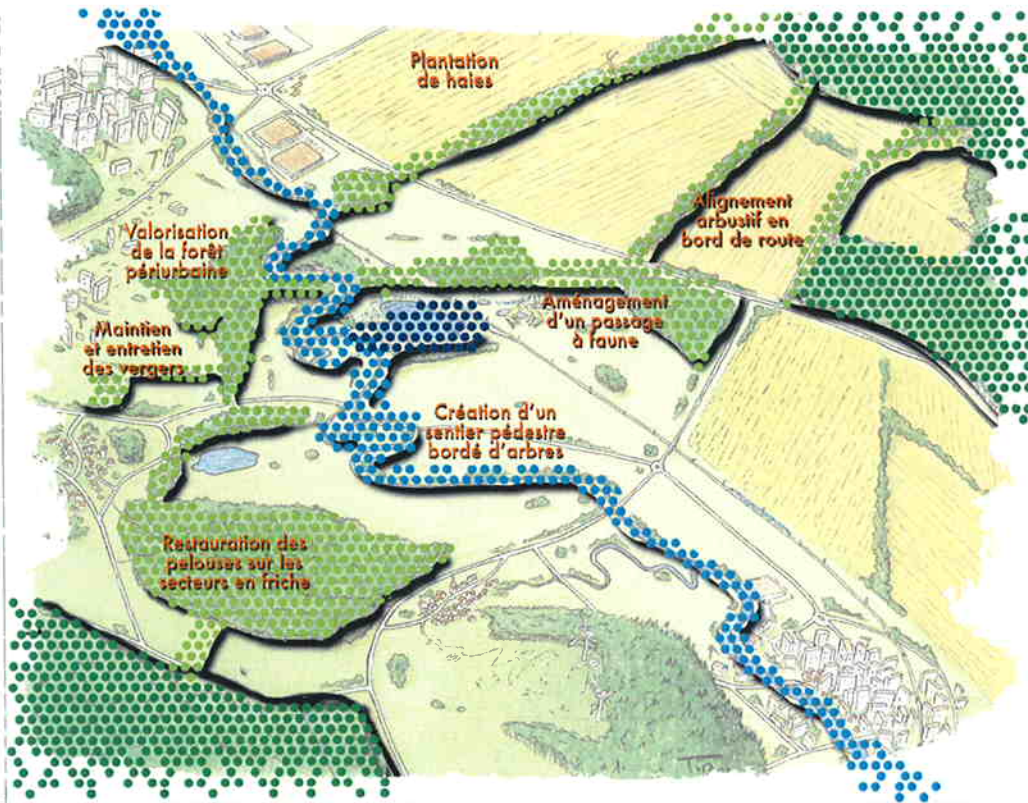 Plantation
de haies
Alignement
arbustif en
bord de route
Valorisation
de la forêt
périurbaine
Aménagement
d'un passage
à faune
Maintien
et entretien
des vergers
Création d'un
sentier pédestre
bordé d'arbres
Restauration des
pelouses sur les
secteurs en friche